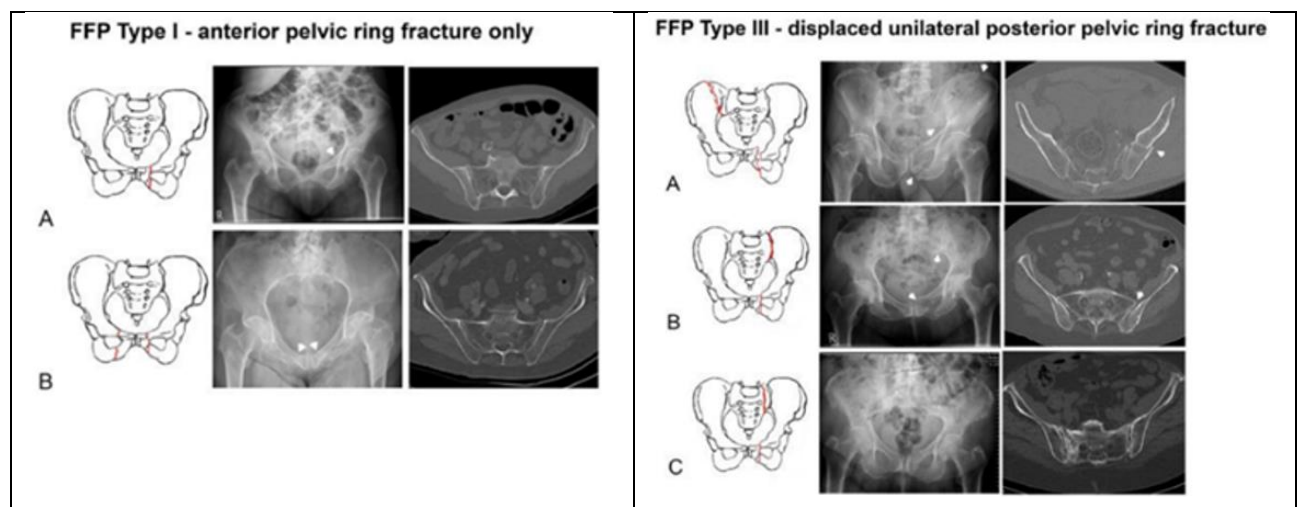 FFP Type I - anterior pelvic ring fracture only
A
B
FFP Type III - displaced unilateral posterior pelvic ring fracture
A
B
C